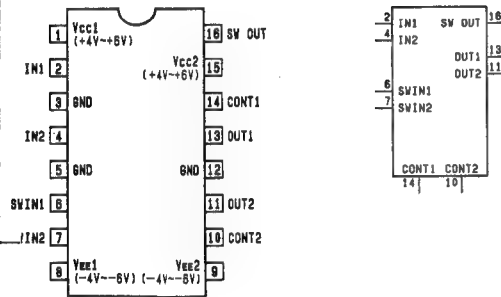 1 Vcc1 16 SW OUT
(+4V~+6V)
Vcc2 15
IN1 2 (+4V~+6V)
3 GND 14 CONT1
IN2 4 13 OUT1
5 GND GND 12
SWIN1 6 11 OUT2
IN2 7 10 CONT2
8 VEE1 VEE2 9
(-4V~-6V) (-4V~-6V)
2 IN1 SW OUT 16
4 IN2
OUT1 13
OUT2 11
6 SWIN1
7 SWIN2
CONT1 CONT2
14 10